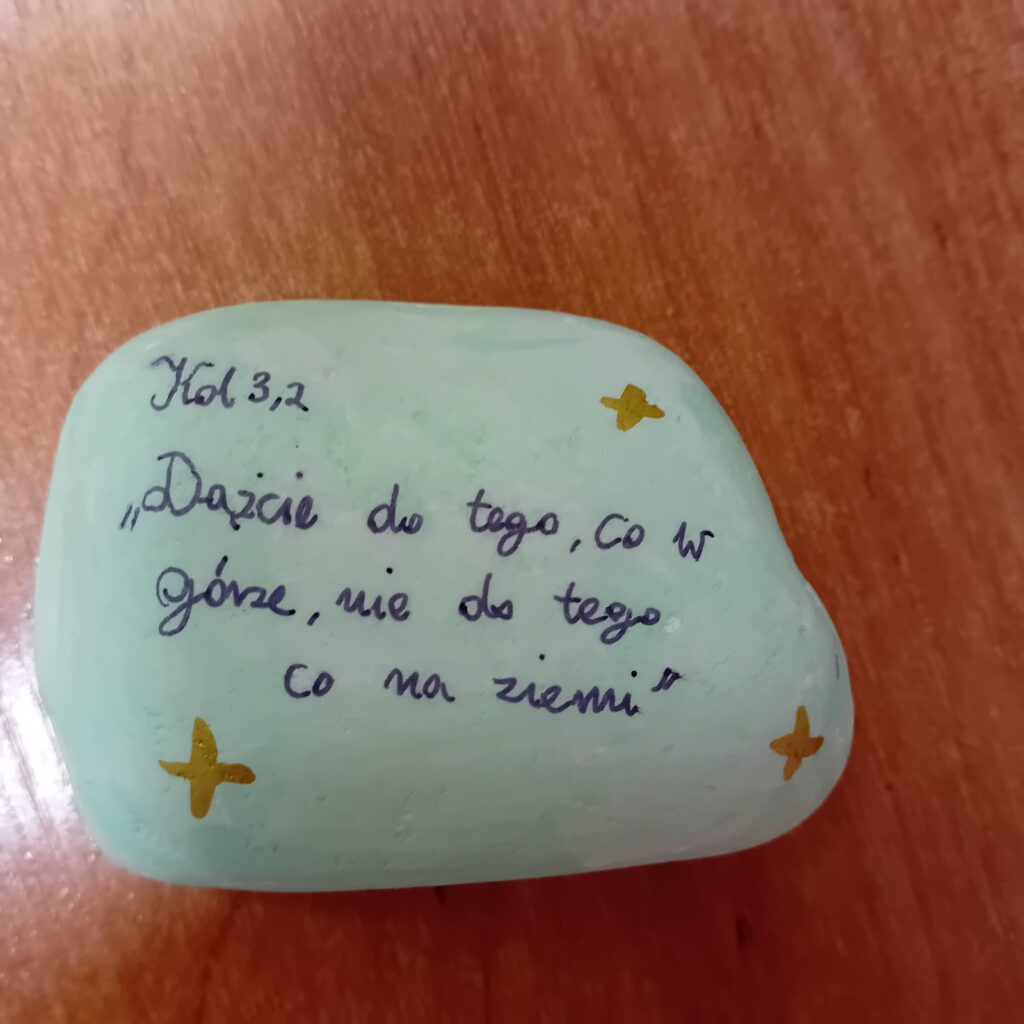 Kol 3,2
„Dążcie do tego, co w
górze, nie do tego
co na ziemi”